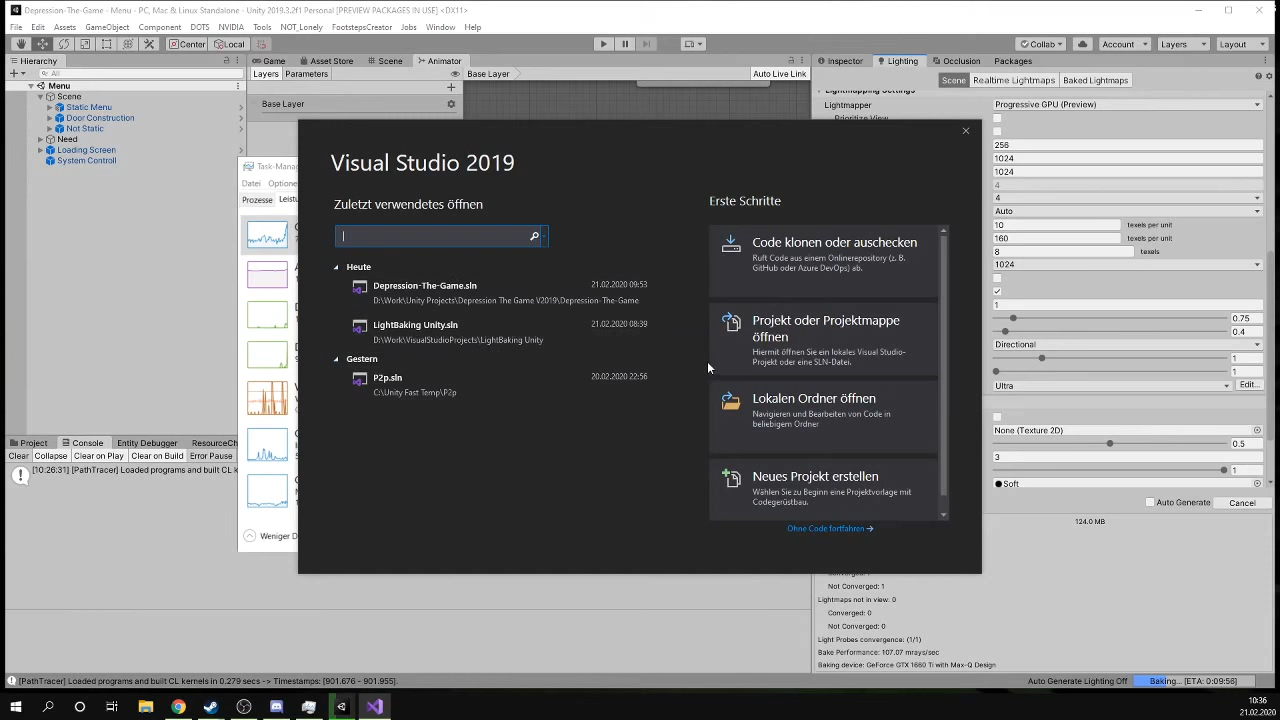 Depression-The-Game - Menu - PC, Mac & Linux Standalone - Unity 2019.3.2f1 Personal [PREVIEW PACKAGES IN USE] <DX11>
File Edit Assets GameObject Component DOTS NVIDIA Tools NOT_Lonely FootstepsCreator Jobs Window Help
Center Local Collab Account Layers Layout
Hierarchy Game Asset Store Scene Animator Inspector Lighting Occlusion Packages
All Layers Parameters Base Layer Auto Live Link Scene Realtime Lightmaps Baked Lightmaps
Menu
Scene
Static Menu
Door Construction
Not Static
Need
Loading Screen
System Controll
Base Layer
Lightmapper Progressive GPU (Preview)
Prioritize View
256
1024
1024
4
4
Auto
10 texels per unit
160 texels per unit
8 texels
1024
1
0.75
0.4
Directional
1
1
Ultra Edit...
None (Texture 2D)
0.5
3
1
Soft
Auto Generate Cancel
124.0 MB
Not Converged: 1
Lightmaps not in view: 0
Converged: 0
Not Converged: 0
Light Probes convergence: (1/1)
Bake Performance: 107.07 mrays/sec
Baking device: GeForce GTX 1660 Ti with Max-Q Design
Task-Manager
Datei Optionen
Prozesse
Weniger D
Visual Studio 2019
Zuletzt verwendetes öffnen
Heute
Depression-The-Game.sln 21.02.2020 09:53
D:\Work\Unity Projects\Depression The Game V2019\Depression-The-Game
LightBaking Unity.sln 21.02.2020 08:39
D:\Work\VisualStudioProjects\LightBaking Unity
Gestern
P2p.sln 20.02.2020 22:56
C:\Unity Fast Temp\P2p
Erste Schritte
Code klonen oder auschecken
Ruft Code aus einem Onlinerepository (z. B.
GitHub oder Azure DevOps) ab.
Projekt oder Projektmappe
öffnen
Hiermit öffnen Sie ein lokales Visual Studio-
Projekt oder eine SLN-Datei.
Lokalen Ordner öffnen
Navigieren und Bearbeiten von Code in
beliebigem Ordner
Neues Projekt erstellen
Wählen Sie zu Beginn eine Projektvorlage mit
Codegerüstbau.
Ohne Code fortfahren
Project Console Entity Debugger ResourceCh
Clear Collapse Clear on Play Clear on Build Error Pause
[10:26:31] [PathTracer] Loaded programs and built CL k
[PathTracer] Loaded programs and built CL kernels in 0.279 secs -> Timestamps: [901.676 - 901.955].
Auto Generate Lighting Off Baking... [ETA: 0:09:56]
10:36
21.02.2020